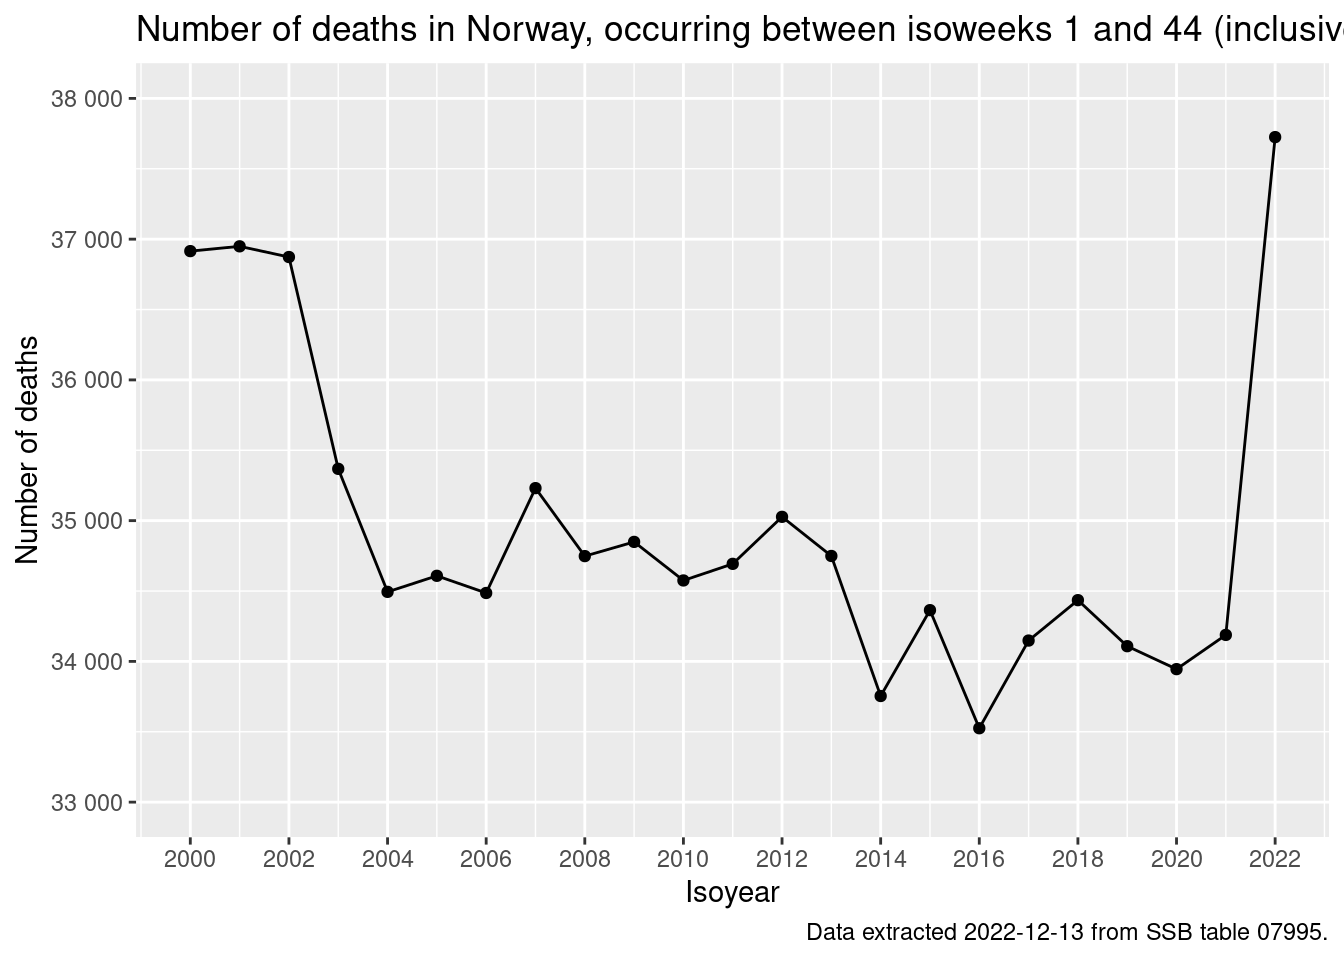 Number of deaths in Norway, occurring between isoweeks 1 and 44 (inclusive
38 000
37 000
36 000
35 000
34 000
33 000
Number of deaths
2000 2002 2004 2006 2008 2010 2012 2014 2016 2018 2020 2022
Isoyear
Data extracted 2022-12-13 from SSB table 07995.